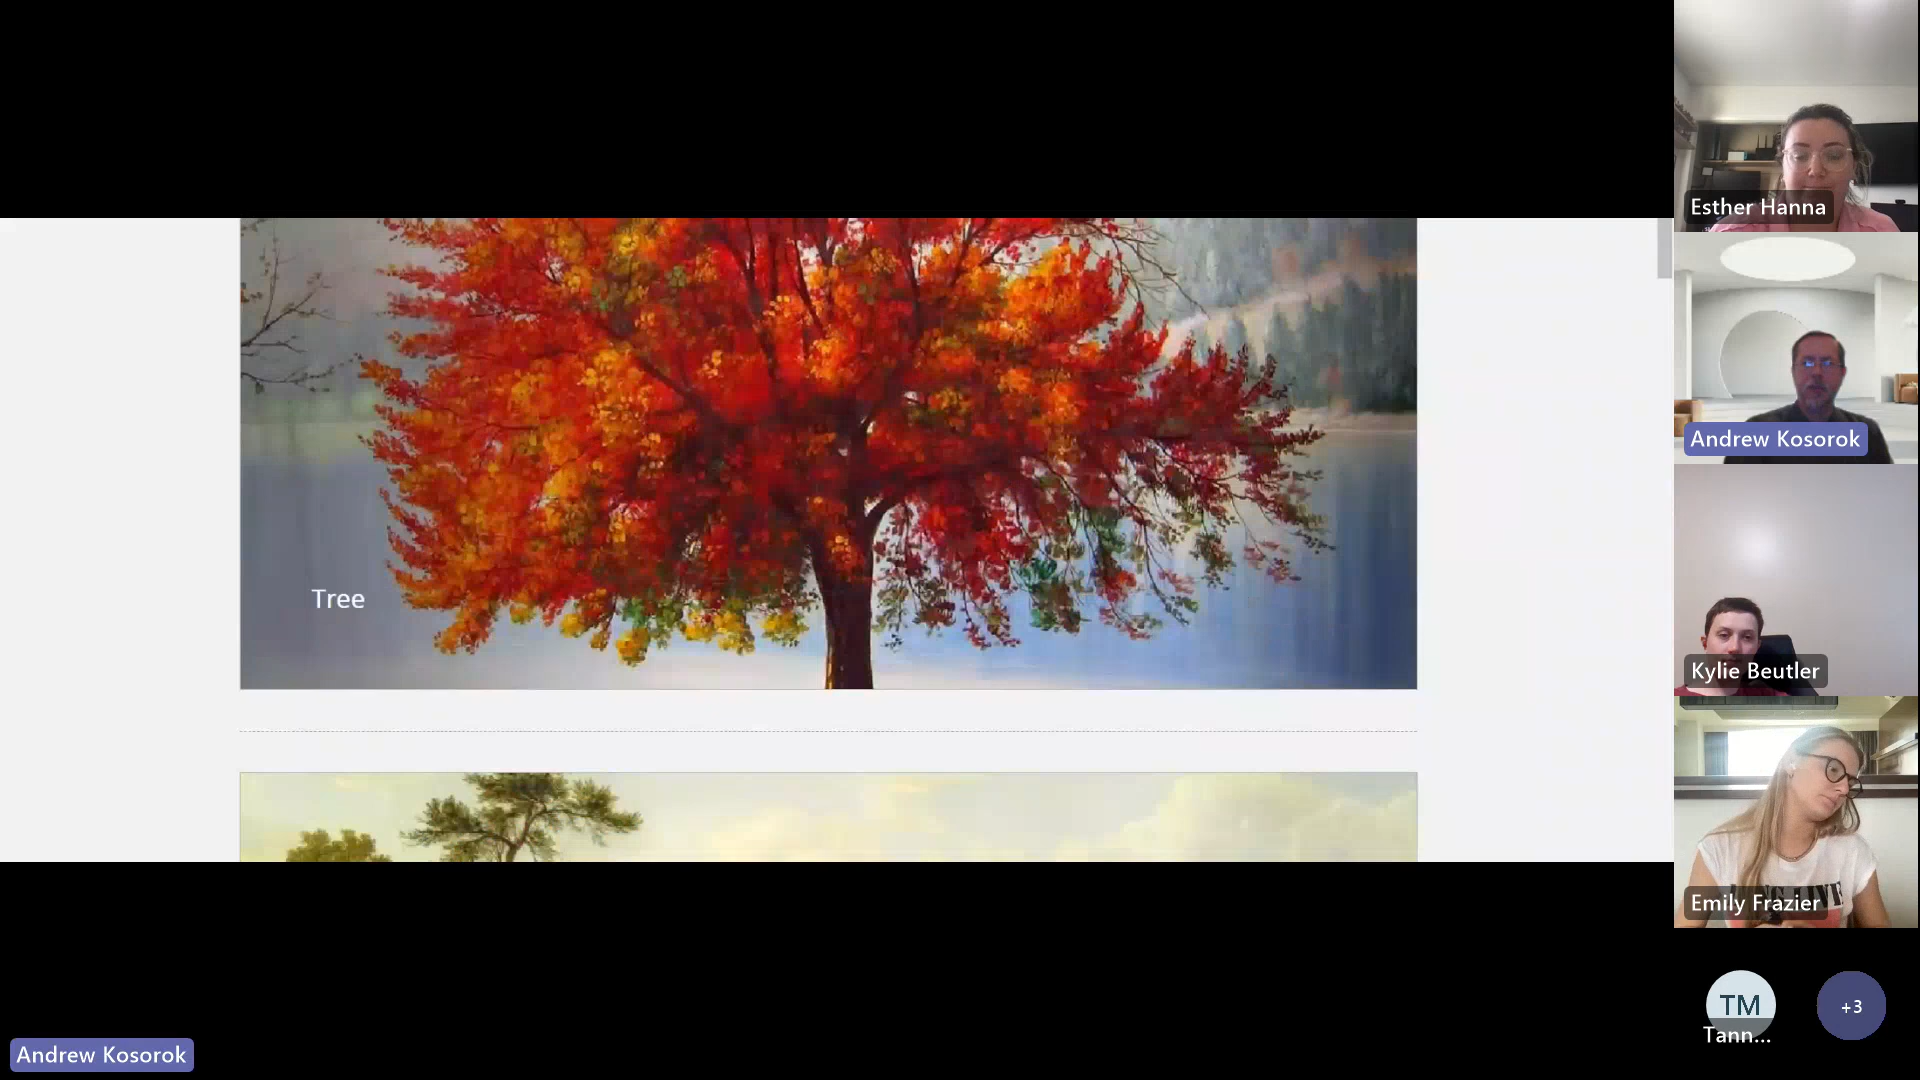 Esther Hanna
Andrew Kosorok
Tree
Kylie Beutler
Emily Frazier
TM
+3
Tann...
Andrew Kosorok